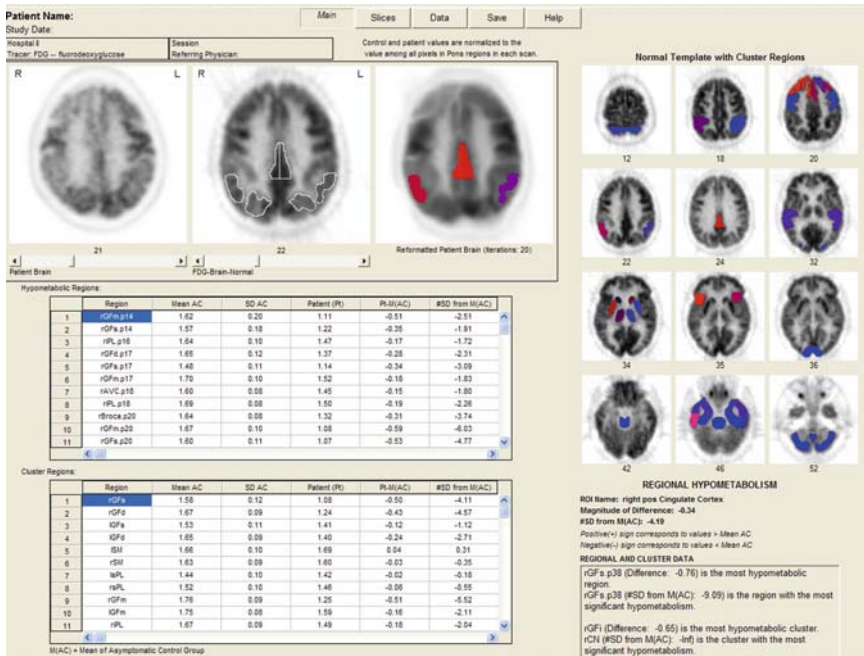 Patient Name:
Main
Slices
Data
Save
Help
Study Date:
Hospital II
Session
Tracer: FDG -- fluorodeoxyglucose
Referring Physician:
Control and patient values are normalized to the
value among all pixels in Pons regions in each scan.
Normal Template with Cluster Regions
R
L
R
L
12
18
20
22
24
32
34
35
36
42
46
52
21
22
Reformatted Patient Brain (Iterations: 20)
Patient Brain
FDG-Brain-Normal
Hypometabolic Regions:
Region Mean AC SD AC Patient (Pt) Pt-M(AC) #SD from M(AC)
1 rGFm.p14 1.62 0.20 1.11 -0.51 -2.51
2 rGFs.p14 1.57 0.18 1.22 -0.35 -1.91
3 rIPL.p16 1.64 0.10 1.47 -0.17 -1.72
4 rGFd.p17 1.65 0.12 1.37 -0.28 -2.31
5 rGFs.p17 1.48 0.11 1.14 -0.34 -3.09
6 rGFm.p17 1.70 0.10 1.52 -0.18 -1.83
7 rAVC.p18 1.60 0.08 1.45 -0.15 -1.80
8 rIPL.p18 1.69 0.08 1.50 -0.19 -2.26
9 rBroca.p20 1.64 0.08 1.32 -0.31 -3.74
10 rGFm.p20 1.67 0.10 1.08 -0.59 -6.03
11 rGFs.p20 1.60 0.11 1.07 -0.53 -4.77
Cluster Regions:
Region Mean AC SD AC Patient (Pt) Pt-M(AC) #SD from M(AC)
1 rGFs 1.58 0.12 1.08 -0.50 -4.11
2 rGFd 1.67 0.09 1.24 -0.43 -4.57
3 lGFs 1.53 0.11 1.41 -0.12 -1.12
4 lGFd 1.65 0.09 1.40 -0.24 -2.71
5 lSM 1.66 0.10 1.69 0.04 0.31
6 rSM 1.63 0.09 1.60 -0.03 -0.35
7 lsPL 1.44 0.10 1.42 -0.02 -0.18
8 rsPL 1.52 0.10 1.46 -0.06 -0.55
9 rGFm 1.76 0.09 1.25 -0.51 -5.52
10 lGFm 1.75 0.08 1.59 -0.16 -2.11
11 rIPL 1.67 0.09 1.49 -0.18 -2.04
M(AC) = Mean of Asymptomatic Control Group
REGIONAL HYPOMETABOLISM
ROI Name: right pos Cingulate Cortex
Magnitude of Difference: -0.34
#SD from M(AC): -4.19
Positive(+) sign corresponds to values > Mean AC
Negative(-) sign corresponds to values < Mean AC
REGIONAL AND CLUSTER DATA
rGFs.p38 (Difference: -0.76) is the most hypometabolic
region.
rGFs.p38 (#SD from M(AC): -9.09) is the region with the most
significant hypometabolism.
rGFi (Difference: -0.65) is the most hypometabolic cluster.
rCN (#SD from M(AC): -Inf) is the cluster with the most
significant hypometabolism.